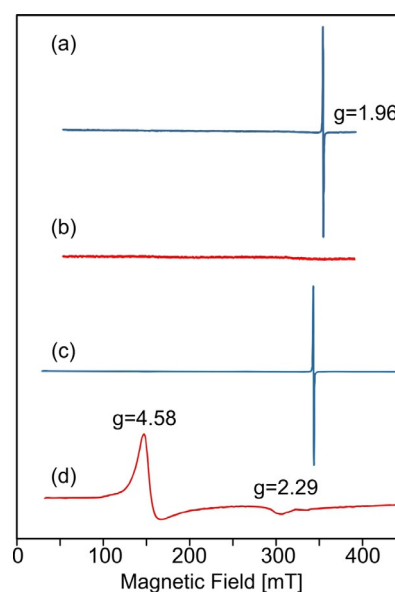 (a)
g=1.96
(b)
(c)
g=4.58
(d)
g=2.29
0 100 200 300 400
Magnetic Field [mT]